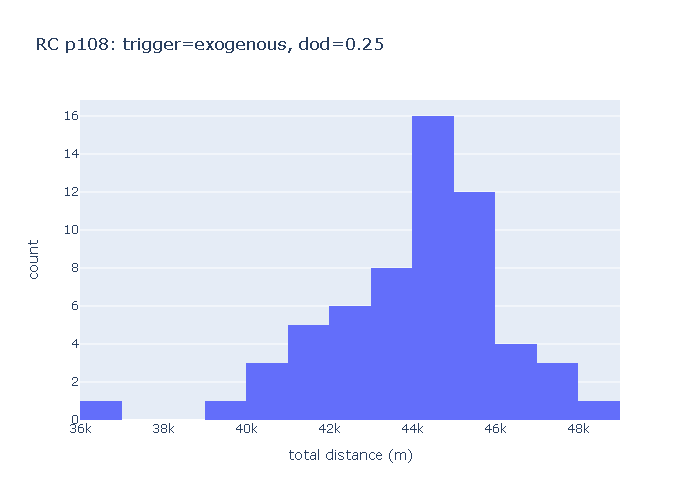 RC p108: trigger=exogenous, dod=0.25
16
14
12
10
8
6
4
2
0
count
36k 38k 40k 42k 44k 46k 48k
total distance (m)